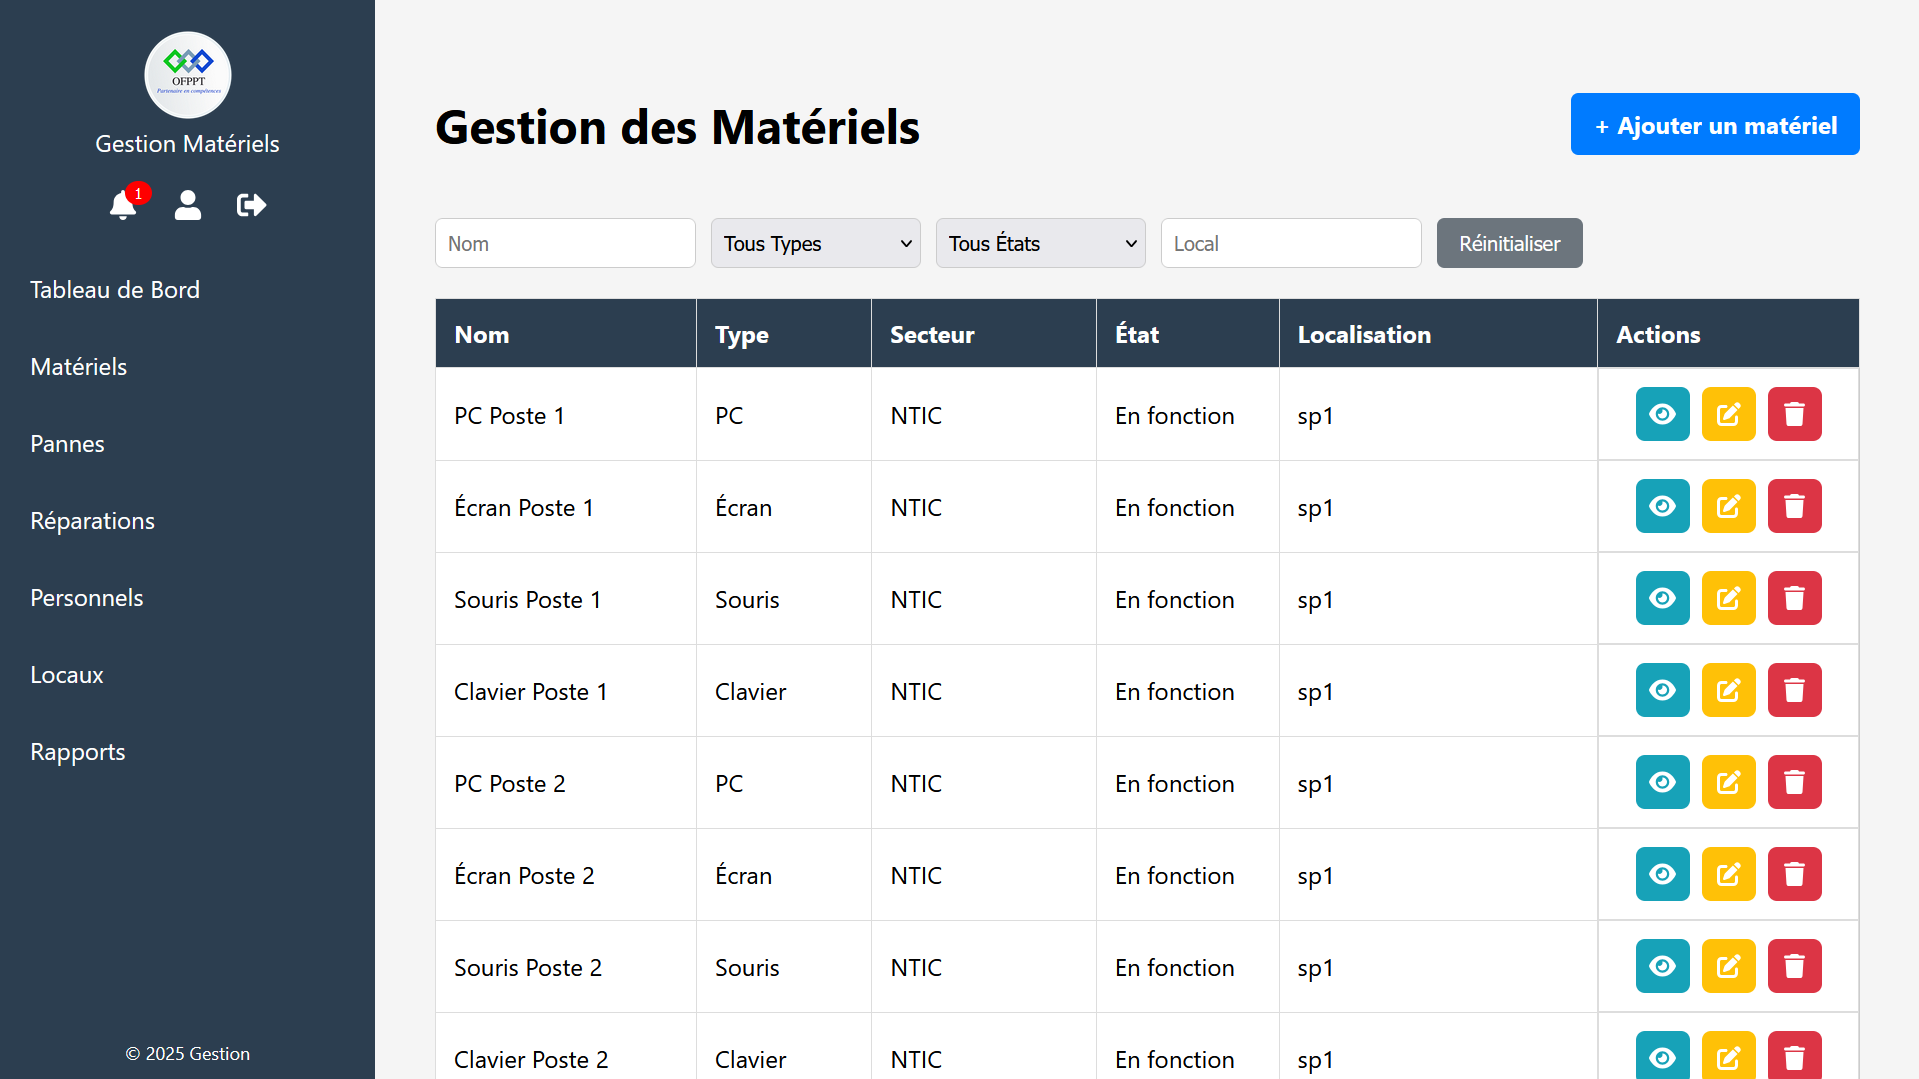 OFPPT
Partenaire en compétences
Gestion Matériels
1
Tableau de Bord
Matériels
Pannes
Réparations
Personnels
Locaux
Rapports
© 2025 Gestion
Gestion des Matériels
+ Ajouter un matériel
Nom Tous Types Tous États Local Réinitialiser
Nom Type Secteur État Localisation Actions
PC Poste 1 PC NTIC En fonction sp1
Écran Poste 1 Écran NTIC En fonction sp1
Souris Poste 1 Souris NTIC En fonction sp1
Clavier Poste 1 Clavier NTIC En fonction sp1
PC Poste 2 PC NTIC En fonction sp1
Écran Poste 2 Écran NTIC En fonction sp1
Souris Poste 2 Souris NTIC En fonction sp1
Clavier Poste 2 Clavier NTIC En fonction sp1